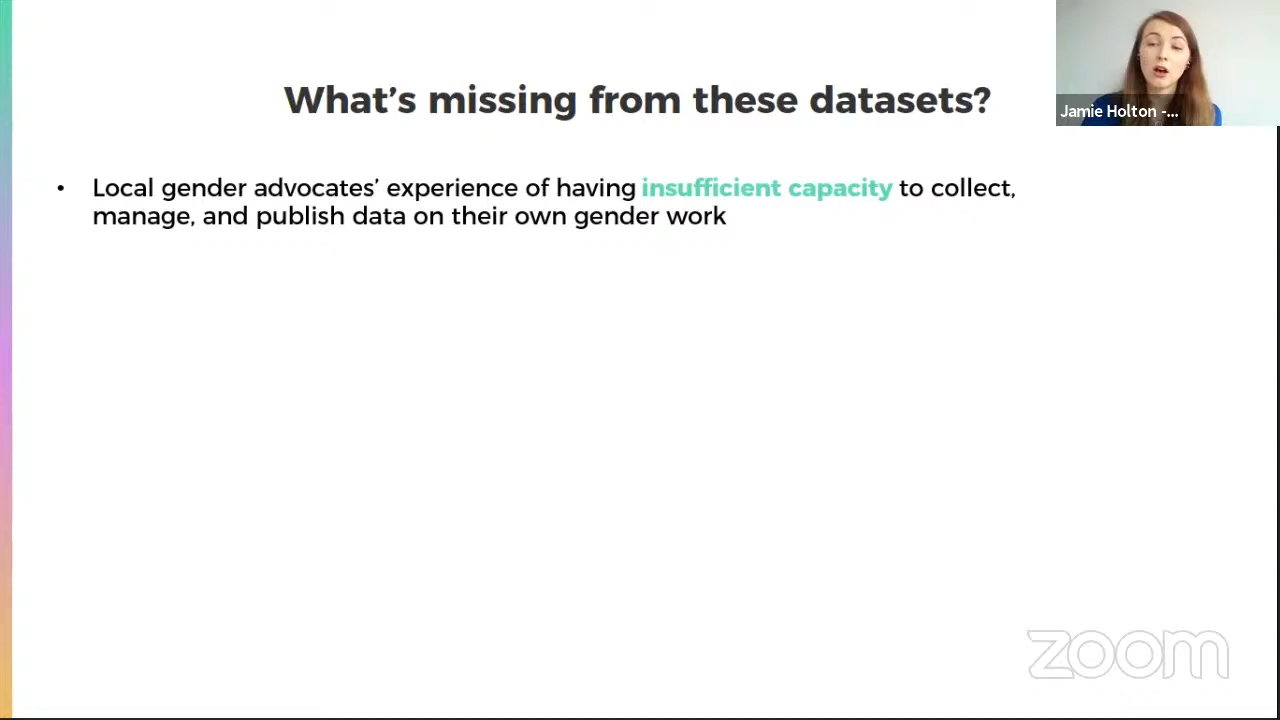 What’s missing from these datasets?
Jamie Holton -...
• Local gender advocates’ experience of having insufficient capacity to collect,
manage, and publish data on their own gender work
zoom